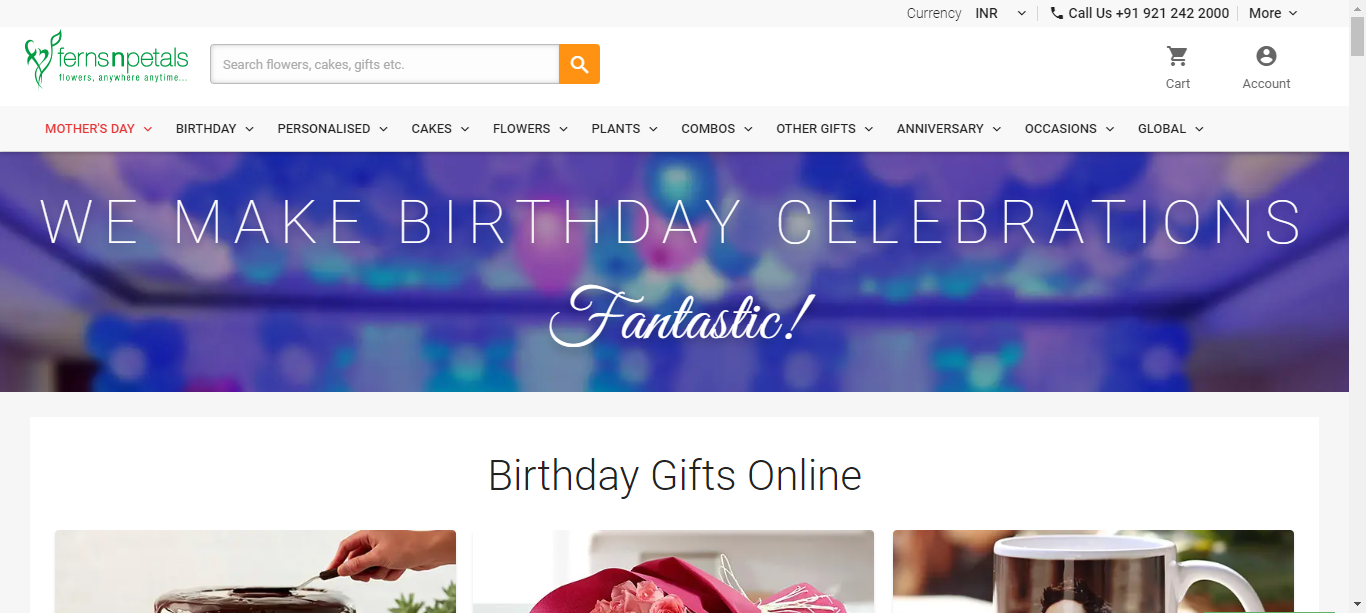 Currency INR Call Us +91 921 242 2000 More
fernsnpetals
flowers, anywhere anytime...
Search flowers, cakes, gifts etc.
Cart Account
MOTHER'S DAY BIRTHDAY PERSONALISED CAKES FLOWERS PLANTS COMBOS OTHER GIFTS ANNIVERSARY OCCASIONS GLOBAL
WE MAKE BIRTHDAY CELEBRATIONS
Fantastic!
Birthday Gifts Online